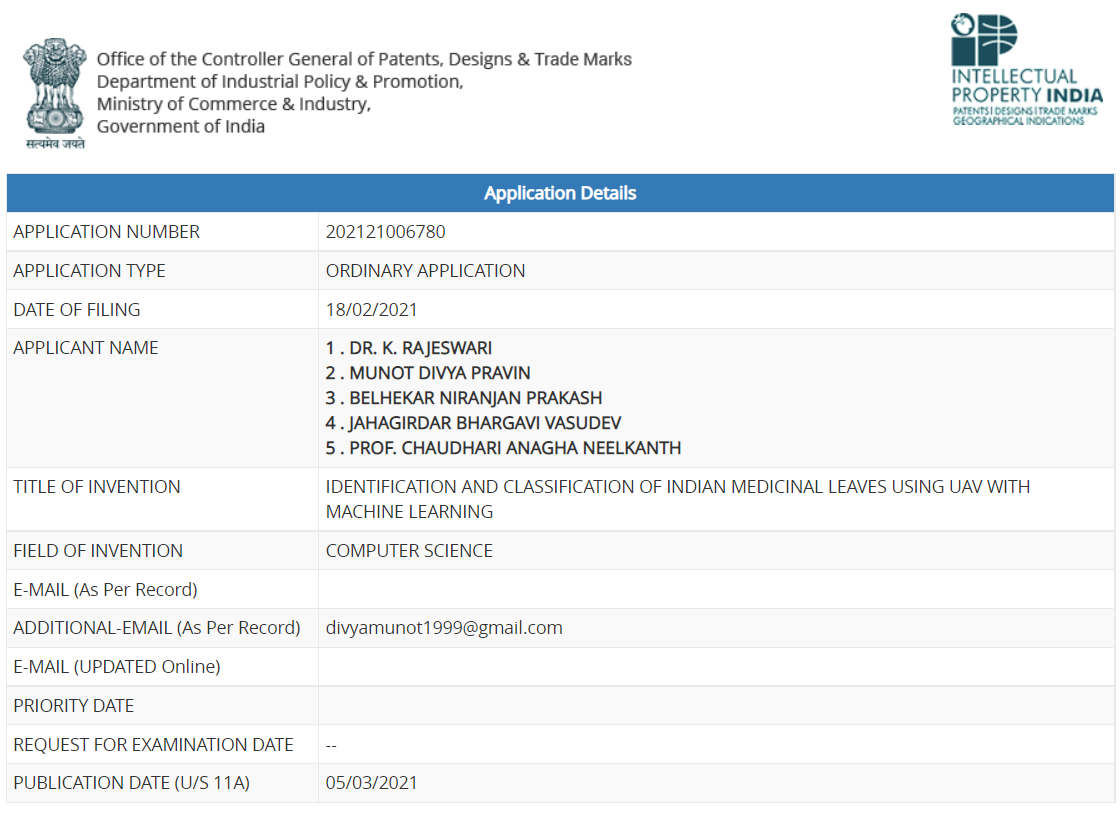 Office of the Controller General of Patents, Designs & Trade Marks
Department of Industrial Policy & Promotion,
Ministry of Commerce & Industry,
Government of India
सत्यमेव जयते
INTELLECTUAL
PROPERTY INDIA
PATENTS | DESIGNS | TRADE MARKS
GEOGRAPHICAL INDICATIONS
Application Details
APPLICATION NUMBER 202121006780
APPLICATION TYPE ORDINARY APPLICATION
DATE OF FILING 18/02/2021
APPLICANT NAME 1 . DR. K. RAJESWARI
2 . MUNOT DIVYA PRAVIN
3 . BELHEKAR NIRANJAN PRAKASH
4 . JAHAGIRDAR BHARGAVI VASUDEV
5 . PROF. CHAUDHARI ANAGHA NEELKANTH
TITLE OF INVENTION IDENTIFICATION AND CLASSIFICATION OF INDIAN MEDICINAL LEAVES USING UAV WITH
MACHINE LEARNING
FIELD OF INVENTION COMPUTER SCIENCE
E-MAIL (As Per Record)
ADDITIONAL-EMAIL (As Per Record) divyamunot1999@gmail.com
E-MAIL (UPDATED Online)
PRIORITY DATE
REQUEST FOR EXAMINATION DATE --
PUBLICATION DATE (U/S 11A) 05/03/2021